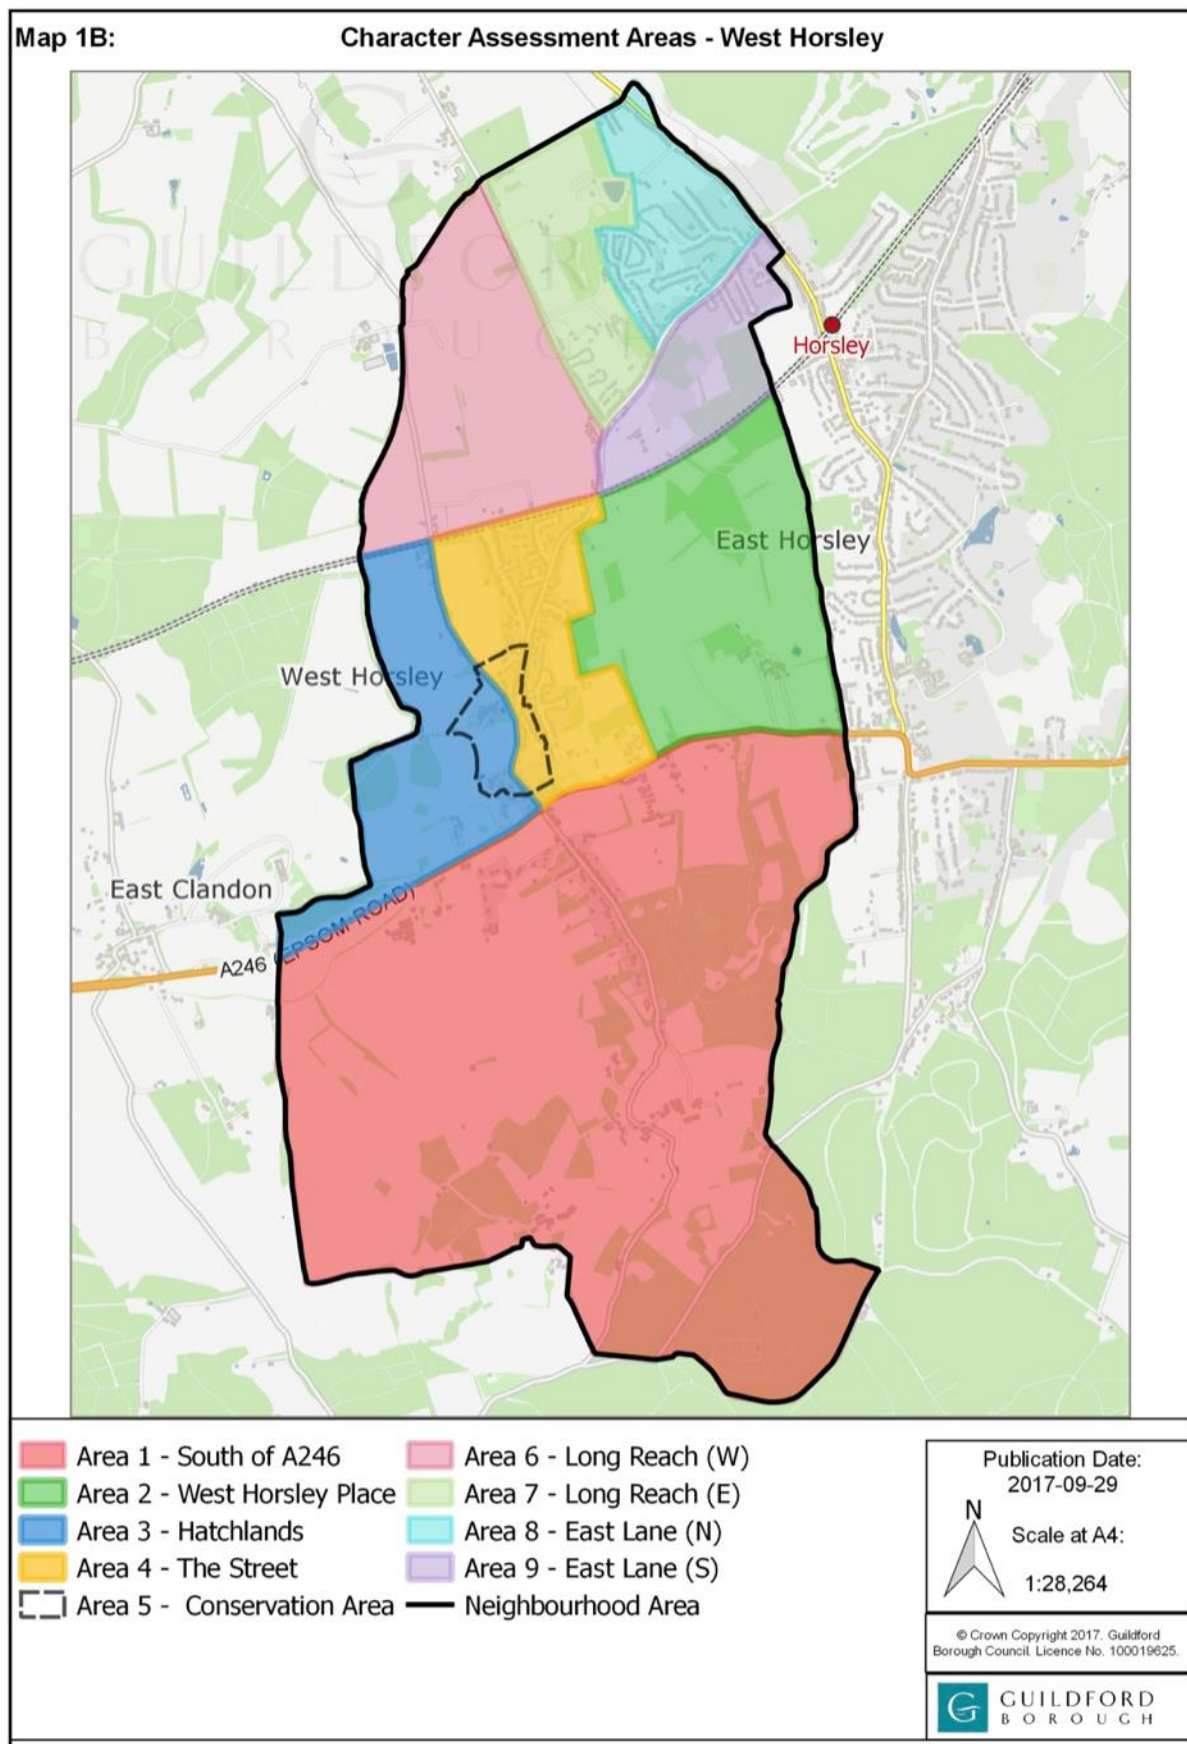 Map 1B:
Character Assessment Areas - West Horsley
GUILDFORD
BOROUGH
Horsley
East Horsley
West Horsley
East Clandon
A246 (EPSOM ROAD)
Area 1 - South of A246
Area 2 - West Horsley Place
Area 3 - Hatchlands
Area 4 - The Street
Area 5 - Conservation Area
Area 6 - Long Reach (W)
Area 7 - Long Reach (E)
Area 8 - East Lane (N)
Area 9 - East Lane (S)
Neighbourhood Area
Publication Date:
2017-09-29
N
Scale at A4:
1:28,264
© Crown Copyright 2017. Guildford
Borough Council. Licence No. 100019625.
G
GUILDFORD
BOROUGH